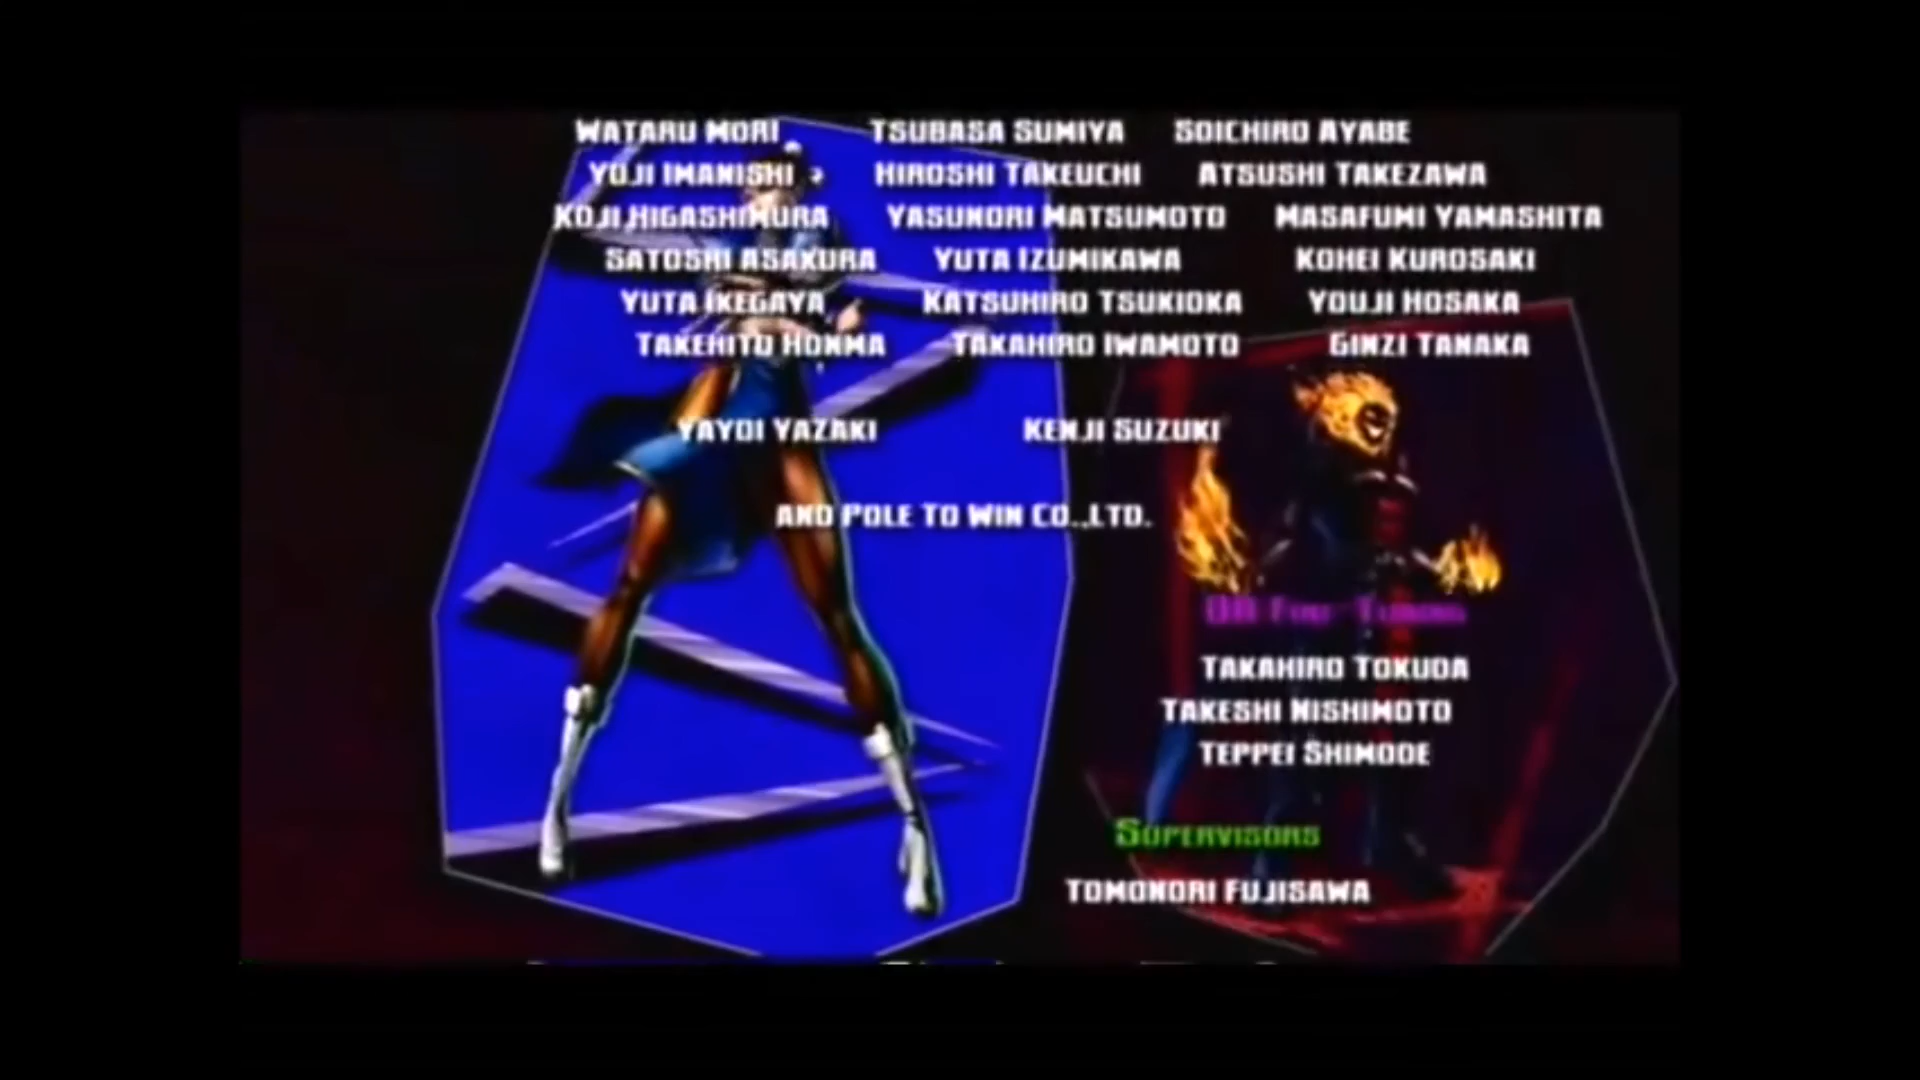 WATARU MORI TSUBASA SUMIYA SOICHIRO AYABE
YOJI IMANISHI HIROSHI TAKEUCHI ATSUSHI TAKEZAWA
KOJI HIGASHIMURA YASUNORI MATSUMOTO MASAFUMI YAMASHITA
SATOSHI ASAKURA YUTA IZUMIKAWA KOHEI KUROSAKI
YUTA IKEGAYA KATSUHIRO TSUKIOKA YOUJI HOSAKA
TAKEHITO HONMA TAKAHIRO IWAMOTO GINZI TANAKA
YAYOI YAZAKI KENJI SUZUKI
AND POLE TO WIN CO.,LTD.
TAKAHIRO TOKUDA
TAKESHI NISHIMOTO
TEPPEI SHIMODE
SUPERVISORS
TOMONORI FUJISAWA